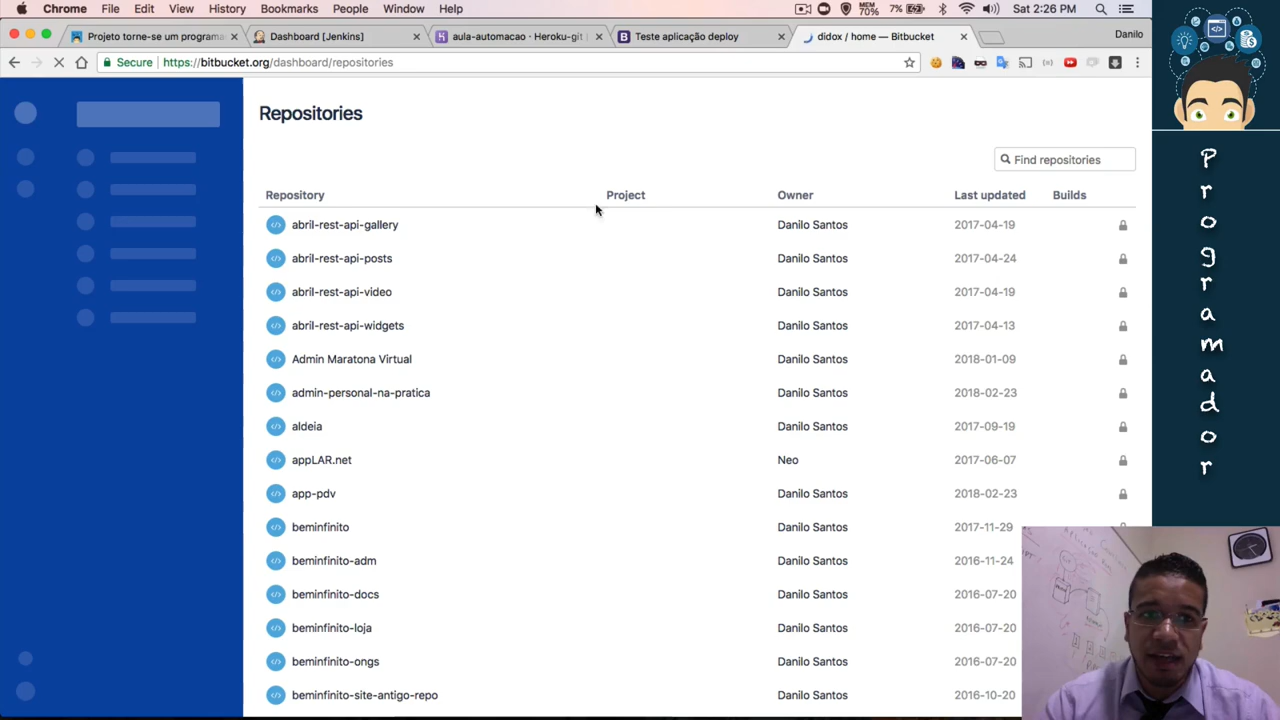 Chrome File Edit View History Bookmarks People Window Help MEM 70% 7% Sat 2:26 PM
Projeto torne-se um programa Dashboard [Jenkins] aula-automacao · Heroku-git | Teste aplicação deploy didox / home — Bitbucket Danilo
Secure https://bitbucket.org/dashboard/repositories
Repositories
Find repositories
Repository Project Owner Last updated Builds
abril-rest-api-gallery Danilo Santos 2017-04-19
abril-rest-api-posts Danilo Santos 2017-04-24
abril-rest-api-video Danilo Santos 2017-04-19
abril-rest-api-widgets Danilo Santos 2017-04-13
Admin Maratona Virtual Danilo Santos 2018-01-09
admin-personal-na-pratica Danilo Santos 2018-02-23
aldeia Danilo Santos 2017-09-19
appLAR.net Neo 2017-06-07
app-pdv Danilo Santos 2018-02-23
beminfinito Danilo Santos 2017-11-29
beminfinito-adm Danilo Santos 2016-11-24
beminfinito-docs Danilo Santos 2016-07-20
beminfinito-loja Danilo Santos 2016-07-20
beminfinito-ongs Danilo Santos 2016-07-20
beminfinito-site-antigo-repo Danilo Santos 2016-10-20
Programador